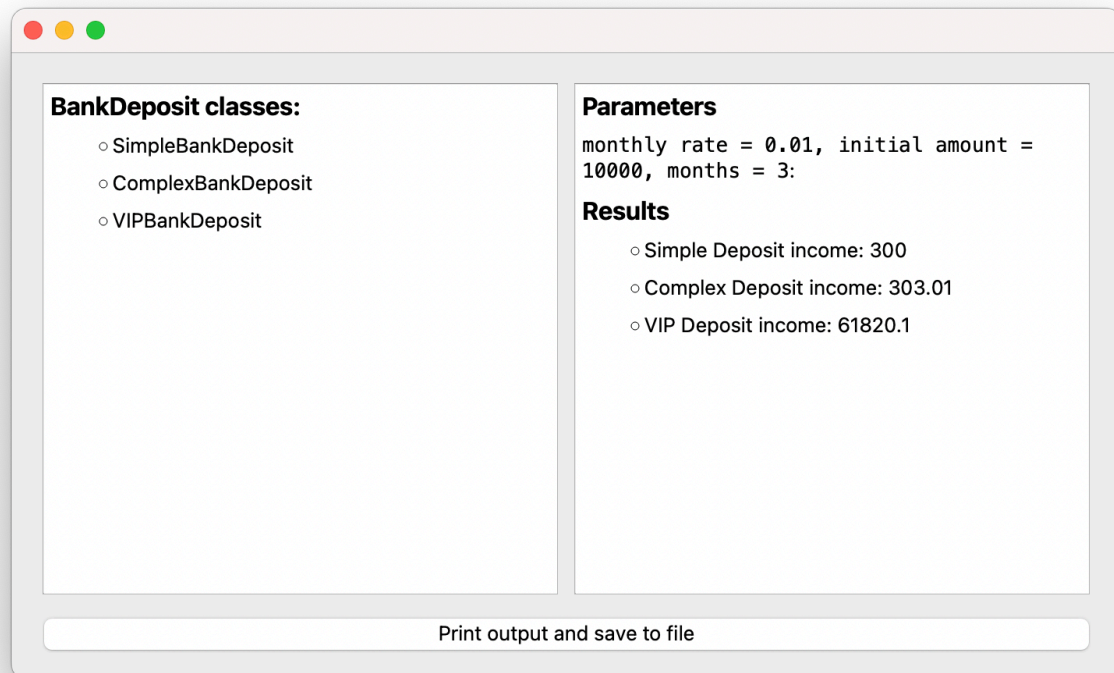 BankDeposit classes:
SimpleBankDeposit
ComplexBankDeposit
VIPBankDeposit
Parameters
monthly rate = 0.01, initial amount =
10000, months = 3:
Results
Simple Deposit income: 300
Complex Deposit income: 303.01
VIP Deposit income: 61820.1
Print output and save to file